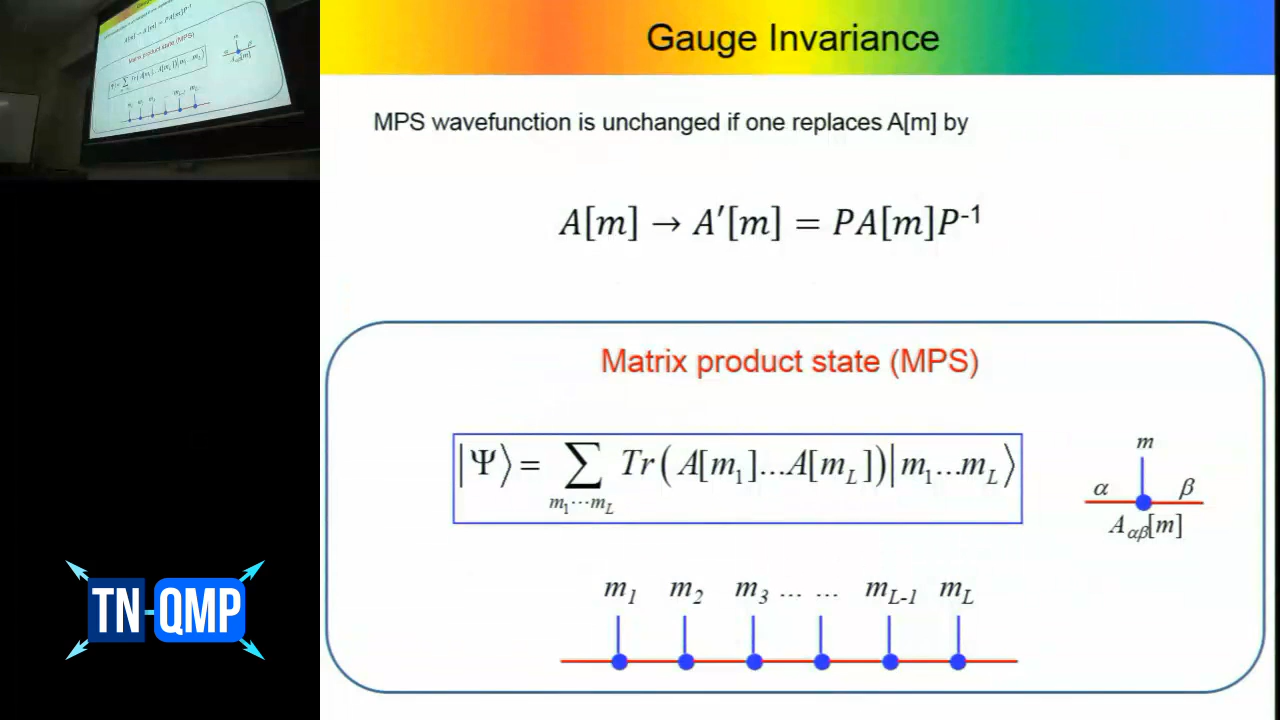 Gauge Invariance
MPS wavefunction is unchanged if one replaces A[m] by
A[m] → A′[m] = PA[m]P⁻¹
Matrix product state (MPS)
|Ψ⟩ = ∑ Tr(A[m₁]...A[m_L])|m₁...m_L⟩
m₁···m_L
m
α β
A_αβ[m]
m₁ m₂ m₃ ... ... m_L-1 m_L
TN-QMP